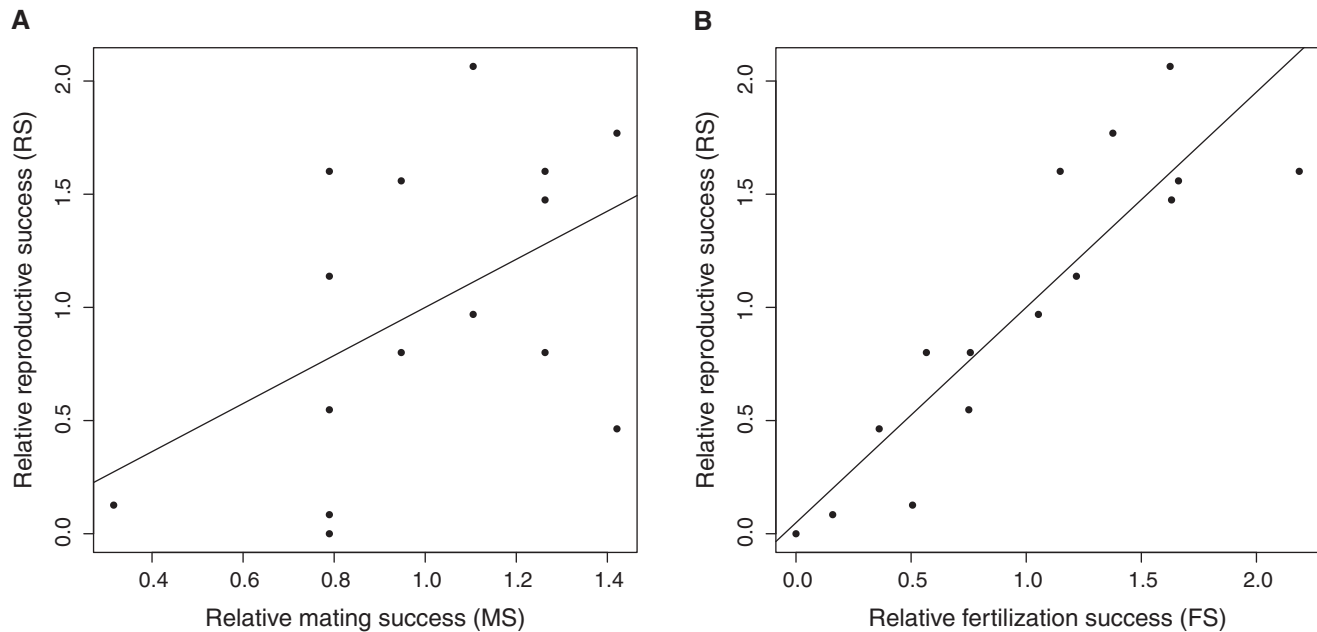 A
Relative reproductive success (RS)
2.0
1.5
1.0
0.5
0.0
0.4 0.6 0.8 1.0 1.2 1.4
Relative mating success (MS)
B
Relative reproductive success (RS)
2.0
1.5
1.0
0.5
0.0
0.0 0.5 1.0 1.5 2.0
Relative fertilization success (FS)